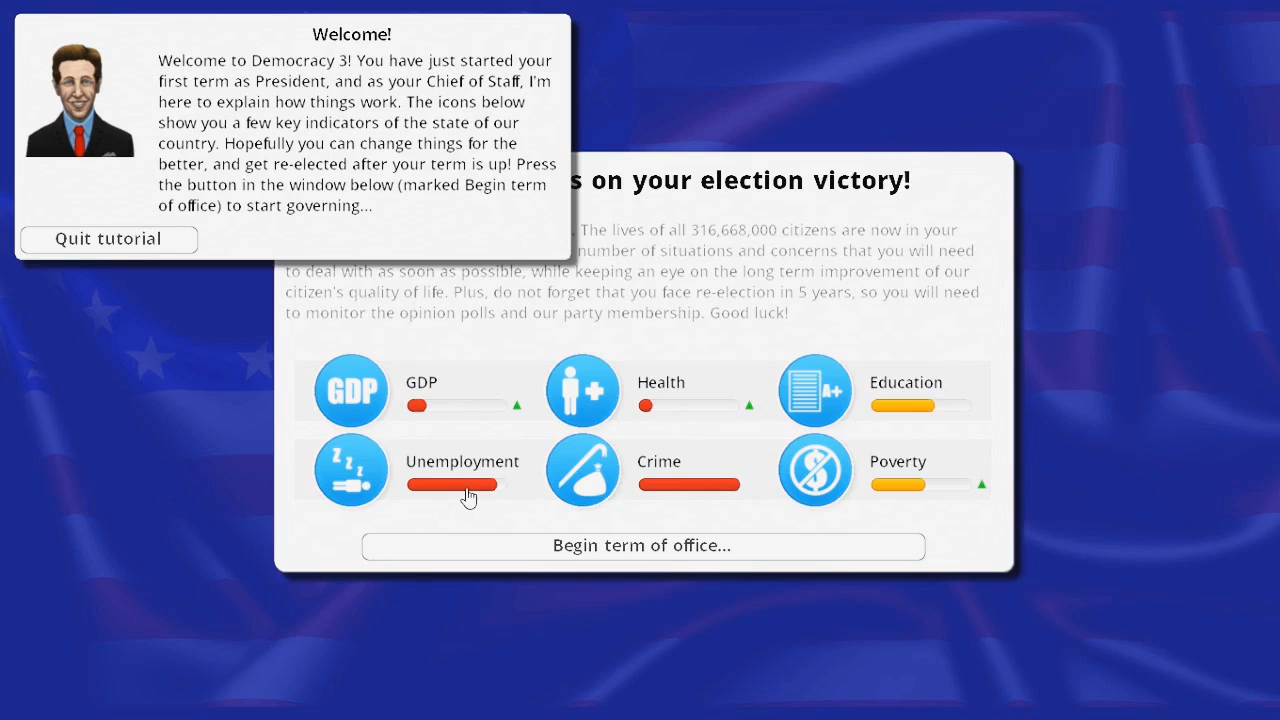 Welcome!
Welcome to Democracy 3! You have just started your
first term as President, and as your Chief of Staff, I'm
here to explain how things work. The icons below
show you a few key indicators of the state of our
country. Hopefully you can change things for the
better, and get re-elected after your term is up! Press
the button in the window below (marked Begin term
of office) to start governing...
Quit tutorial
s on your election victory!
. The lives of all 316,668,000 citizens are now in your
number of situations and concerns that you will need
to deal with as soon as possible, while keeping an eye on the long term improvement of our
citizen's quality of life. Plus, do not forget that you face re-election in 5 years, so you will need
to monitor the opinion polls and our party membership. Good luck!
GDP
GDP
Health
A+
Education
Z Z Z
Unemployment
Crime
$
Poverty
Begin term of office...